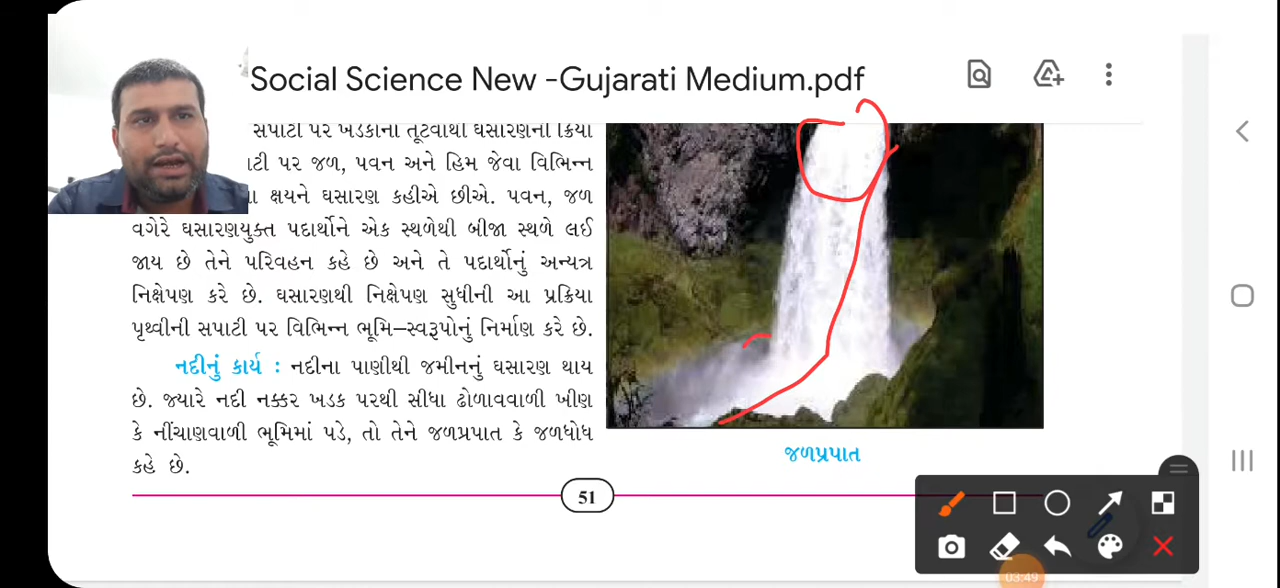 Social Science New -Gujarati Medium.pdf
સપાટી પર ખડકોના તૂટવાથી ઘસારણની ક્રિયા
પર જળ, પવન અને હિમ જેવા વિભિન્ન
ક્ષયને ઘસારણ કહીએ છીએ. પવન, જળ
વગેરે ઘસારણયુક્ત પદાર્થોને એક સ્થળેથી બીજા સ્થળે લઈ
જાય છે તેને પરિવહન કહે છે અને તે પદાર્થોનું અન્યત્ર
નિક્ષેપણ કરે છે. ઘસારણથી નિક્ષેપણ સુધીની આ પ્રક્રિયા
પૃથ્વીની સપાટી પર વિભિન્ન ભૂમિ–સ્વરૂપોનું નિર્માણ કરે છે.
નદીનું કાર્ય : નદીના પાણીથી જમીનનું ઘસારણ થાય
છે. જ્યારે નદી નક્કર ખડક પરથી સીધા ઢોળાવવાળી ખીણ
કે નીંચાણવાળી ભૂમિમાં પડે, તો તેને જળપ્રપાત કે જળધોધ
કહે છે.
જળપ્રપાત
51
03:49